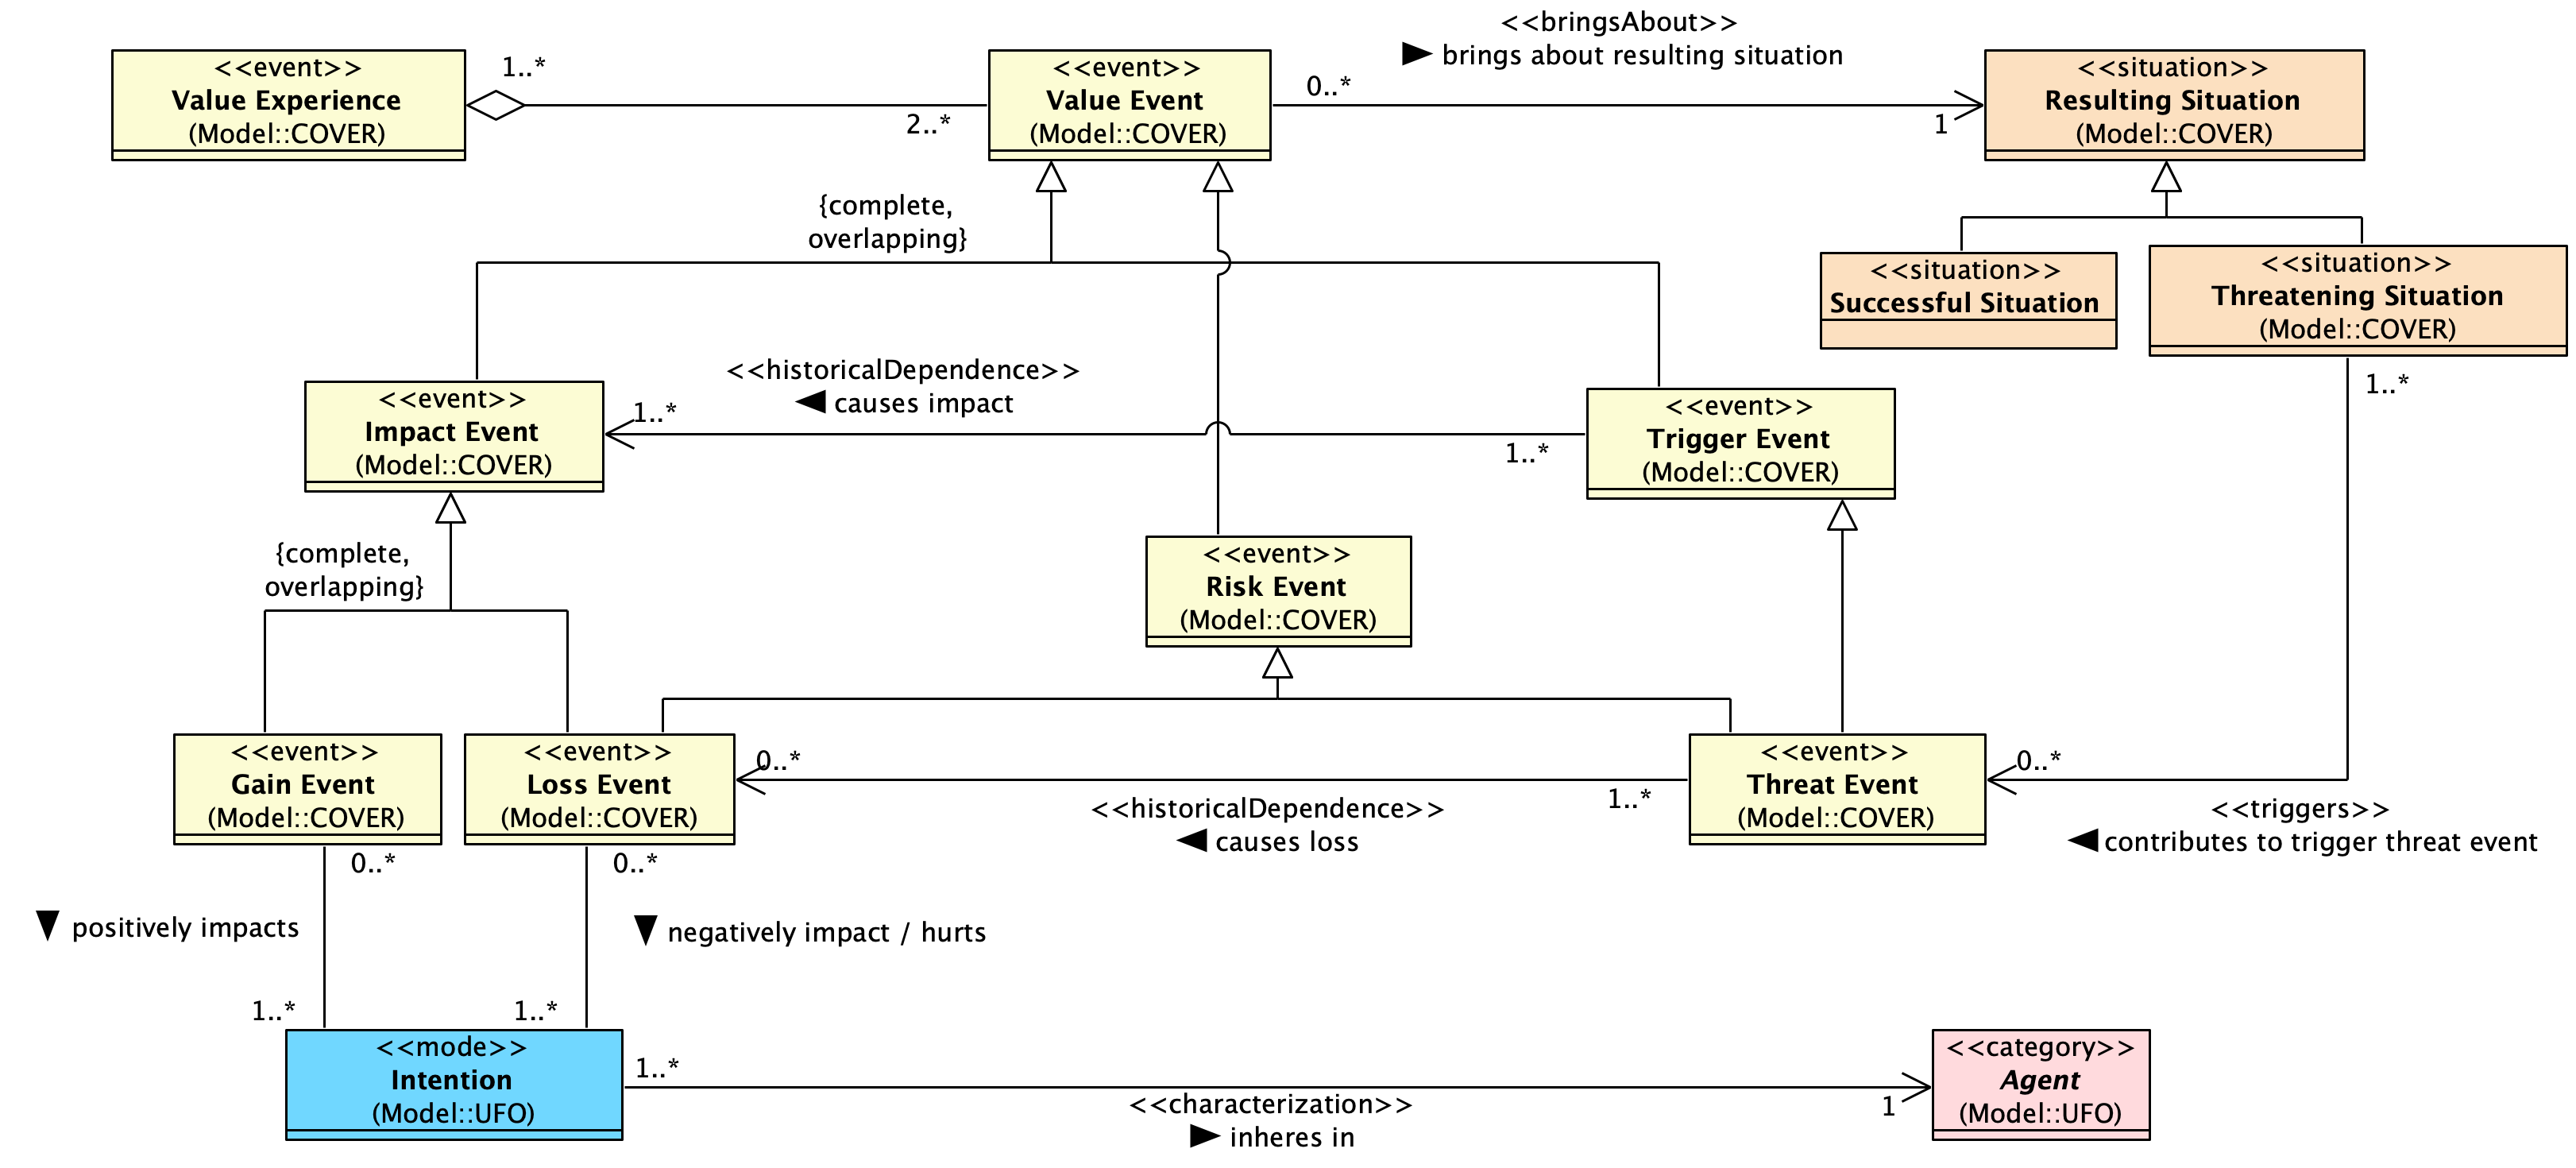 <<bringsAbout>>
brings about resulting situation
<<event>>
Value Experience
(Model::COVER)
1..*
2..*
<<event>>
Value Event
(Model::COVER)
0..*
1
<<situation>>
Resulting Situation
(Model::COVER)
{complete,
overlapping}
<<situation>>
Successful Situation
<<situation>>
Threatening Situation
(Model::COVER)
<<historicalDependence>>
causes impact
1..*
1..*
1..*
<<event>>
Impact Event
(Model::COVER)
<<event>>
Trigger Event
(Model::COVER)
{complete,
overlapping}
<<event>>
Risk Event
(Model::COVER)
<<event>>
Gain Event
(Model::COVER)
<<event>>
Loss Event
(Model::COVER)
0..*
1..*
<<historicalDependence>>
causes loss
<<event>>
Threat Event
(Model::COVER)
0..*
<<triggers>>
contributes to trigger threat event
0..*
0..*
positively impacts
negatively impact / hurts
1..*
1..*
<<mode>>
Intention
(Model::UFO)
1..*
<<characterization>>
inheres in
1
<<category>>
Agent
(Model::UFO)